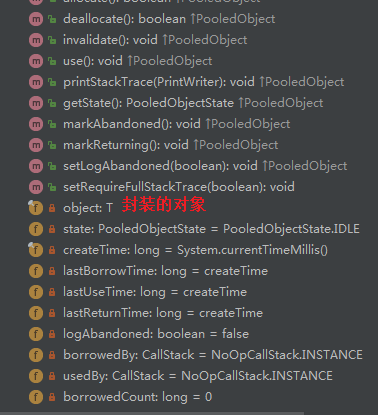 allocate(): boolean ↑PooledObject
deallocate(): boolean ↑PooledObject
invalidate(): void ↑PooledObject
use(): void ↑PooledObject
printStackTrace(PrintWriter): void ↑PooledObject
getState(): PooledObjectState ↑PooledObject
markAbandoned(): void ↑PooledObject
markReturning(): void ↑PooledObject
setLogAbandoned(boolean): void ↑PooledObject
setRequireFullStackTrace(boolean): void
object: T 封装的对象
state: PooledObjectState = PooledObjectState.IDLE
createTime: long = System.currentTimeMillis()
lastBorrowTime: long = createTime
lastUseTime: long = createTime
lastReturnTime: long = createTime
logAbandoned: boolean = false
borrowedBy: CallStack = NoOpCallStack.INSTANCE
usedBy: CallStack = NoOpCallStack.INSTANCE
borrowedCount: long = 0